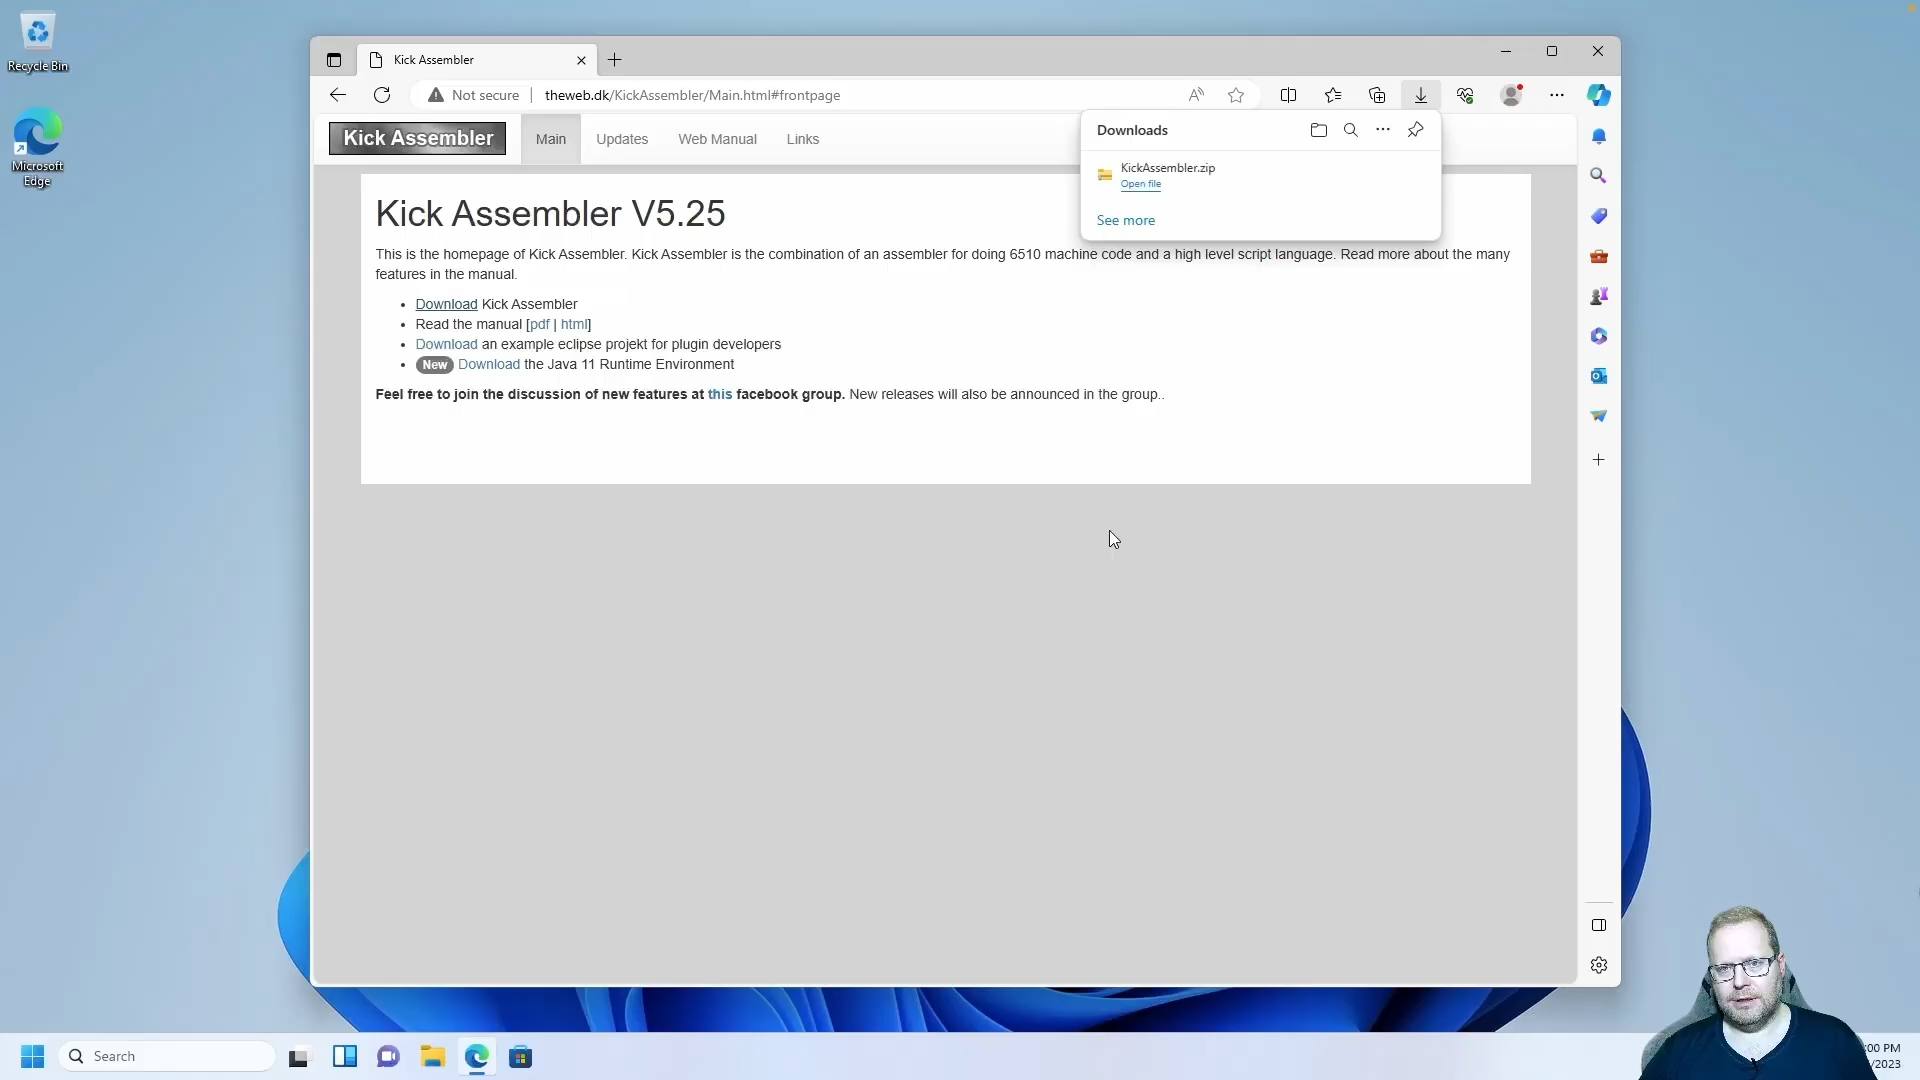 Recycle Bin
Microsoft
Edge
Kick Assembler
Not secure
theweb.dk/KickAssembler/Main.html#frontpage
Kick Assembler
Main
Updates
Web Manual
Links
Downloads
KickAssembler.zip
Open file
See more
Kick Assembler V5.25
This is the homepage of Kick Assembler. Kick Assembler is the combination of an assembler for doing 6510 machine code and a high level script language. Read more about the many
features in the manual.
Download Kick Assembler
Read the manual [pdf | html]
Download an example eclipse projekt for plugin developers
New Download the Java 11 Runtime Environment
Feel free to join the discussion of new features at this facebook group. New releases will also be announced in the group..
Search
:00 PM
/2023